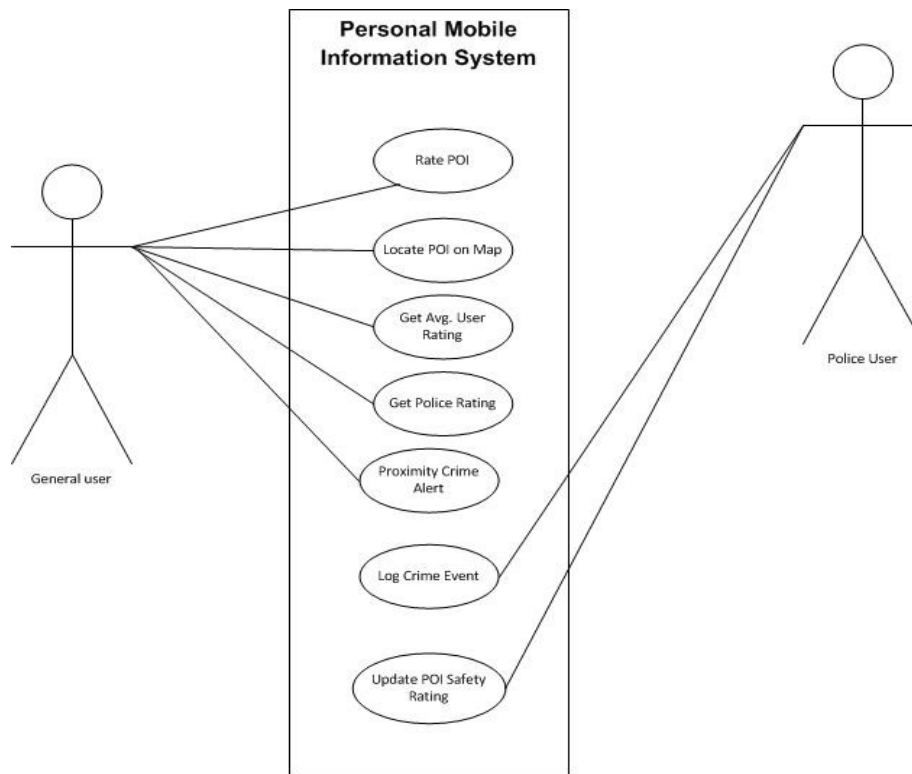 Personal Mobile
Information System
Rate POI
Locate POI on Map
Get Avg. User
Rating
Get Police Rating
Proximity Crime
Alert
Log Crime Event
Update POI Safety
Rating
General user
Police User